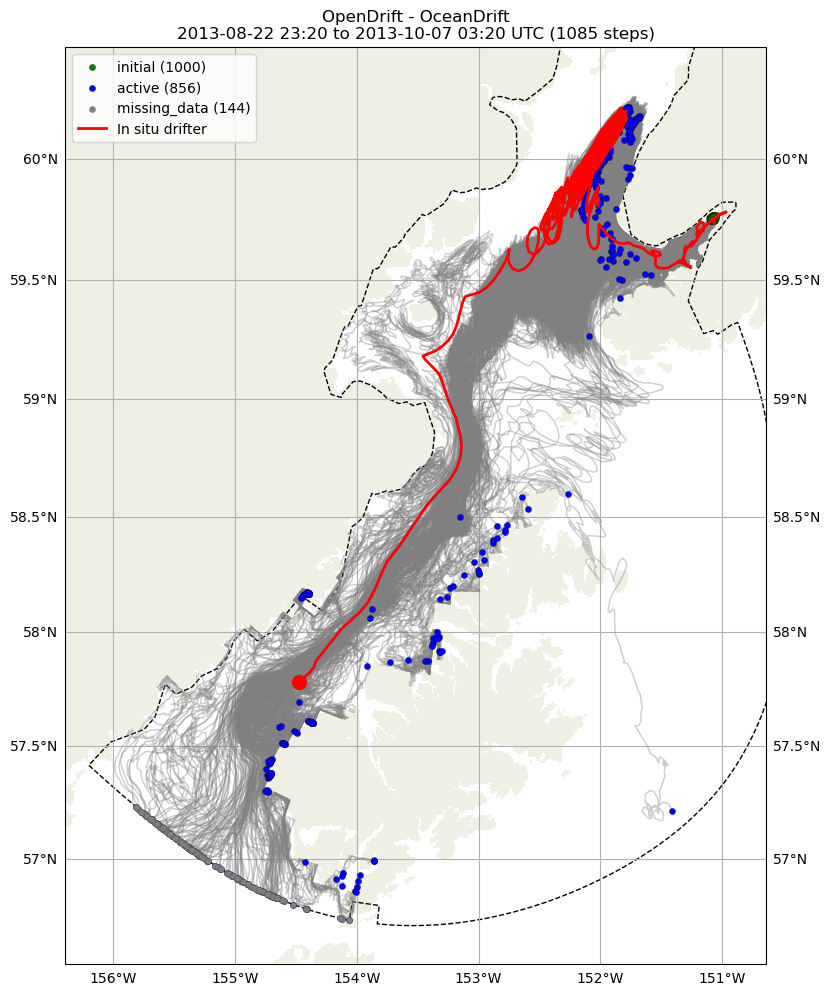 OpenDrift - OceanDrift
2013-08-22 23:20 to 2013-10-07 03:20 UTC (1085 steps)
initial (1000)
active (856)
missing_data (144)
In situ drifter
60°N 60°N
59.5°N 59.5°N
59°N 59°N
58.5°N 58.5°N
58°N 58°N
57.5°N 57.5°N
57°N 57°N
156°W 155°W 154°W 153°W 152°W 151°W